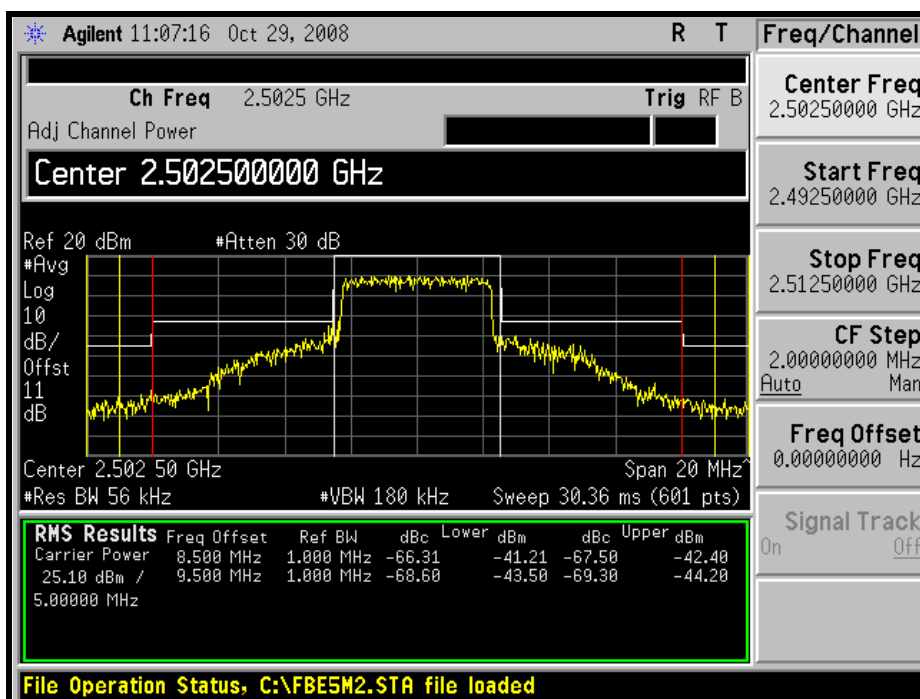 Agilent 11:07:16 Oct 29, 2008 R T
Freq/Channel
Ch Freq 2.5025 GHz Trig RF B
Adj Channel Power
Center 2.502500000 GHz
Center Freq
2.50250000 GHz
Start Freq
2.49250000 GHz
Stop Freq
2.51250000 GHz
CF Step
2.00000000 MHz
Auto Man
Freq Offset
0.00000000 Hz
Signal Track
On Off
Ref 20 dBm #Atten 30 dB
#Avg
Log
10
dB/
Offst
11
dB
Center 2.502 50 GHz Span 20 MHz^
#Res BW 56 kHz #VBW 180 kHz Sweep 30.36 ms (601 pts)
RMS Results Freq Offset Ref BW dBc Lower dBm dBc Upper dBm
Carrier Power 8.500 MHz 1.000 MHz -66.31 -41.21 -67.50 -42.40
25.10 dBm / 9.500 MHz 1.000 MHz -68.60 -43.50 -69.30 -44.20
5.00000 MHz
File Operation Status, C:\FBE5M2.STA file loaded